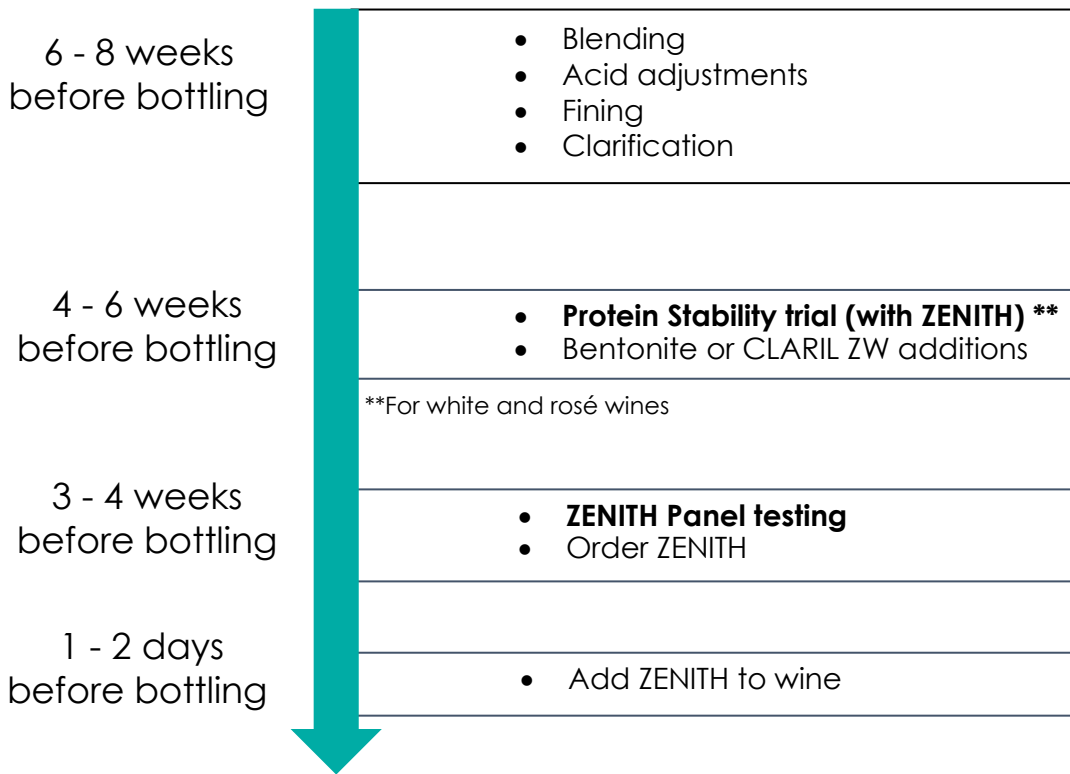 6 - 8 weeks
before bottling
• Blending
• Acid adjustments
• Fining
• Clarification
4 - 6 weeks
before bottling
• Protein Stability trial (with ZENITH) **
• Bentonite or CLARIL ZW additions
**For white and rosé wines
3 - 4 weeks
before bottling
• ZENITH Panel testing
• Order ZENITH
1 - 2 days
before bottling
• Add ZENITH to wine